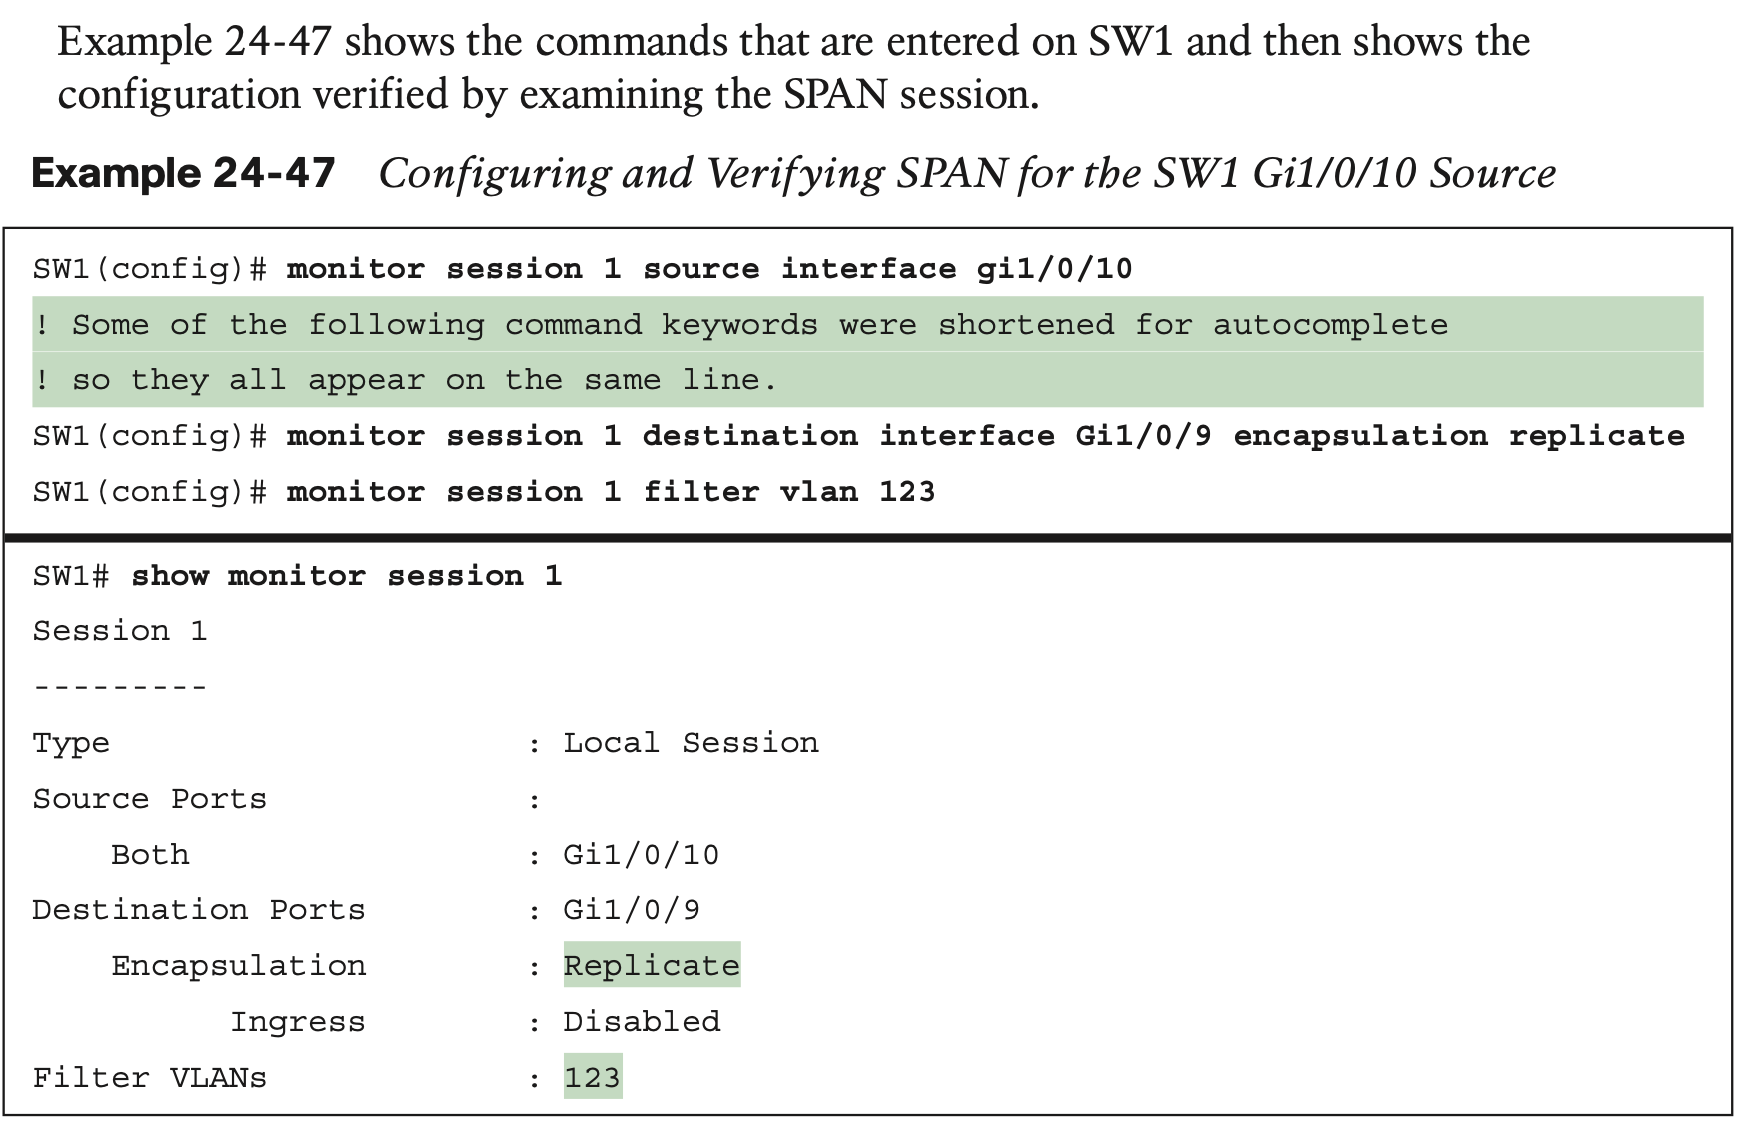 Example 24-47 shows the commands that are entered on SW1 and then shows the
configuration verified by examining the SPAN session.
Example 24-47 Configuring and Verifying SPAN for the SW1 Gi1/0/10 Source
SW1(config)# monitor session 1 source interface gi1/0/10
! Some of the following command keywords were shortened for autocomplete
! so they all appear on the same line.
SW1(config)# monitor session 1 destination interface Gi1/0/9 encapsulation replicate
SW1(config)# monitor session 1 filter vlan 123
SW1# show monitor session 1
Session 1
---------
Type : Local Session
Source Ports :
Both : Gi1/0/10
Destination Ports : Gi1/0/9
Encapsulation : Replicate
Ingress : Disabled
Filter VLANs : 123